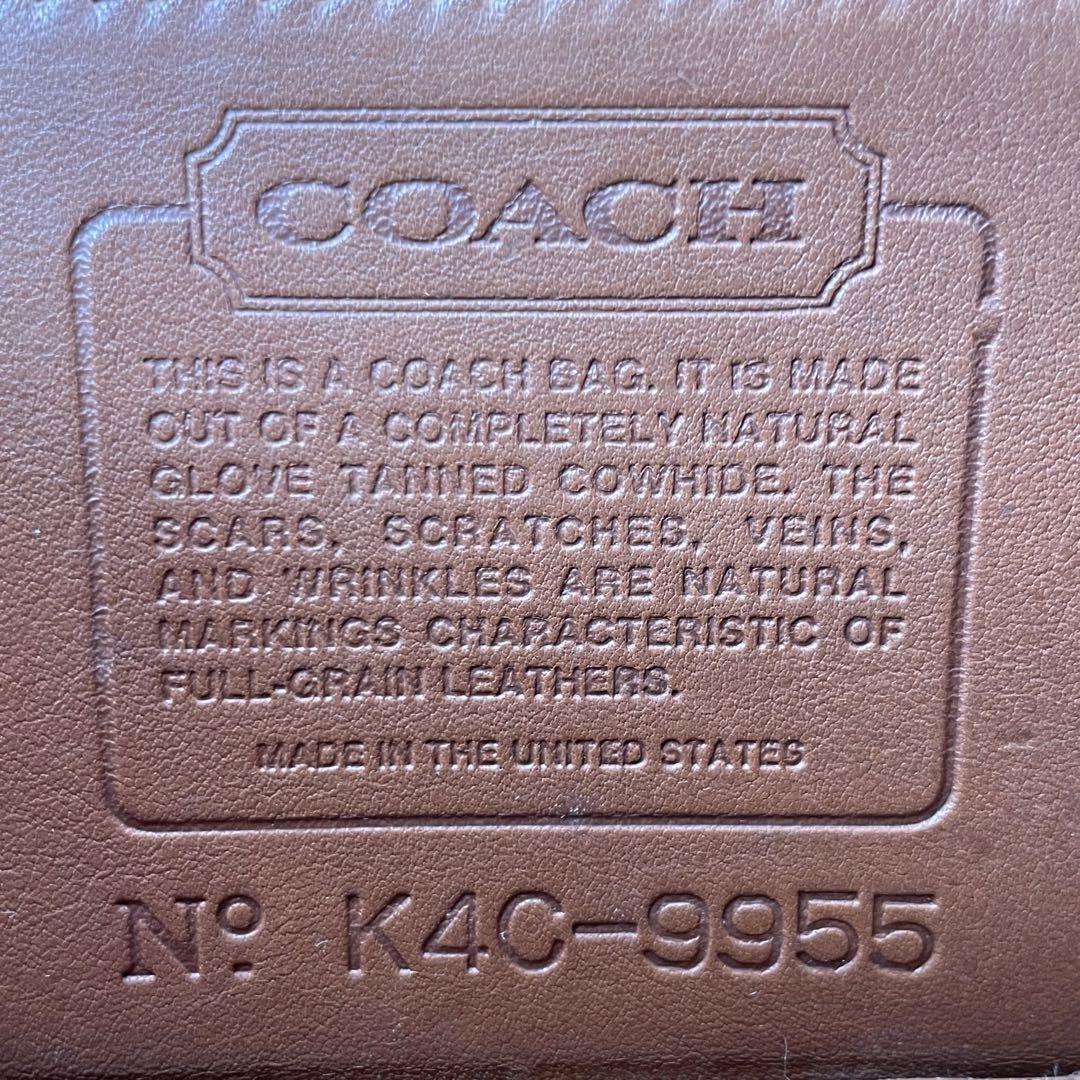 COACH
THIS IS A COACH BAG. IT IS MADE
OUT OF A COMPLETELY NATURAL
GLOVE TANNED COWHIDE. THE
SCARS, SCRATCHES, VEINS,
AND WRINKLES ARE NATURAL
MARKINGS CHARACTERISTIC OF
FULL-GRAIN LEATHERS.
MADE IN THE UNITED STATES
Nº K4C-9955